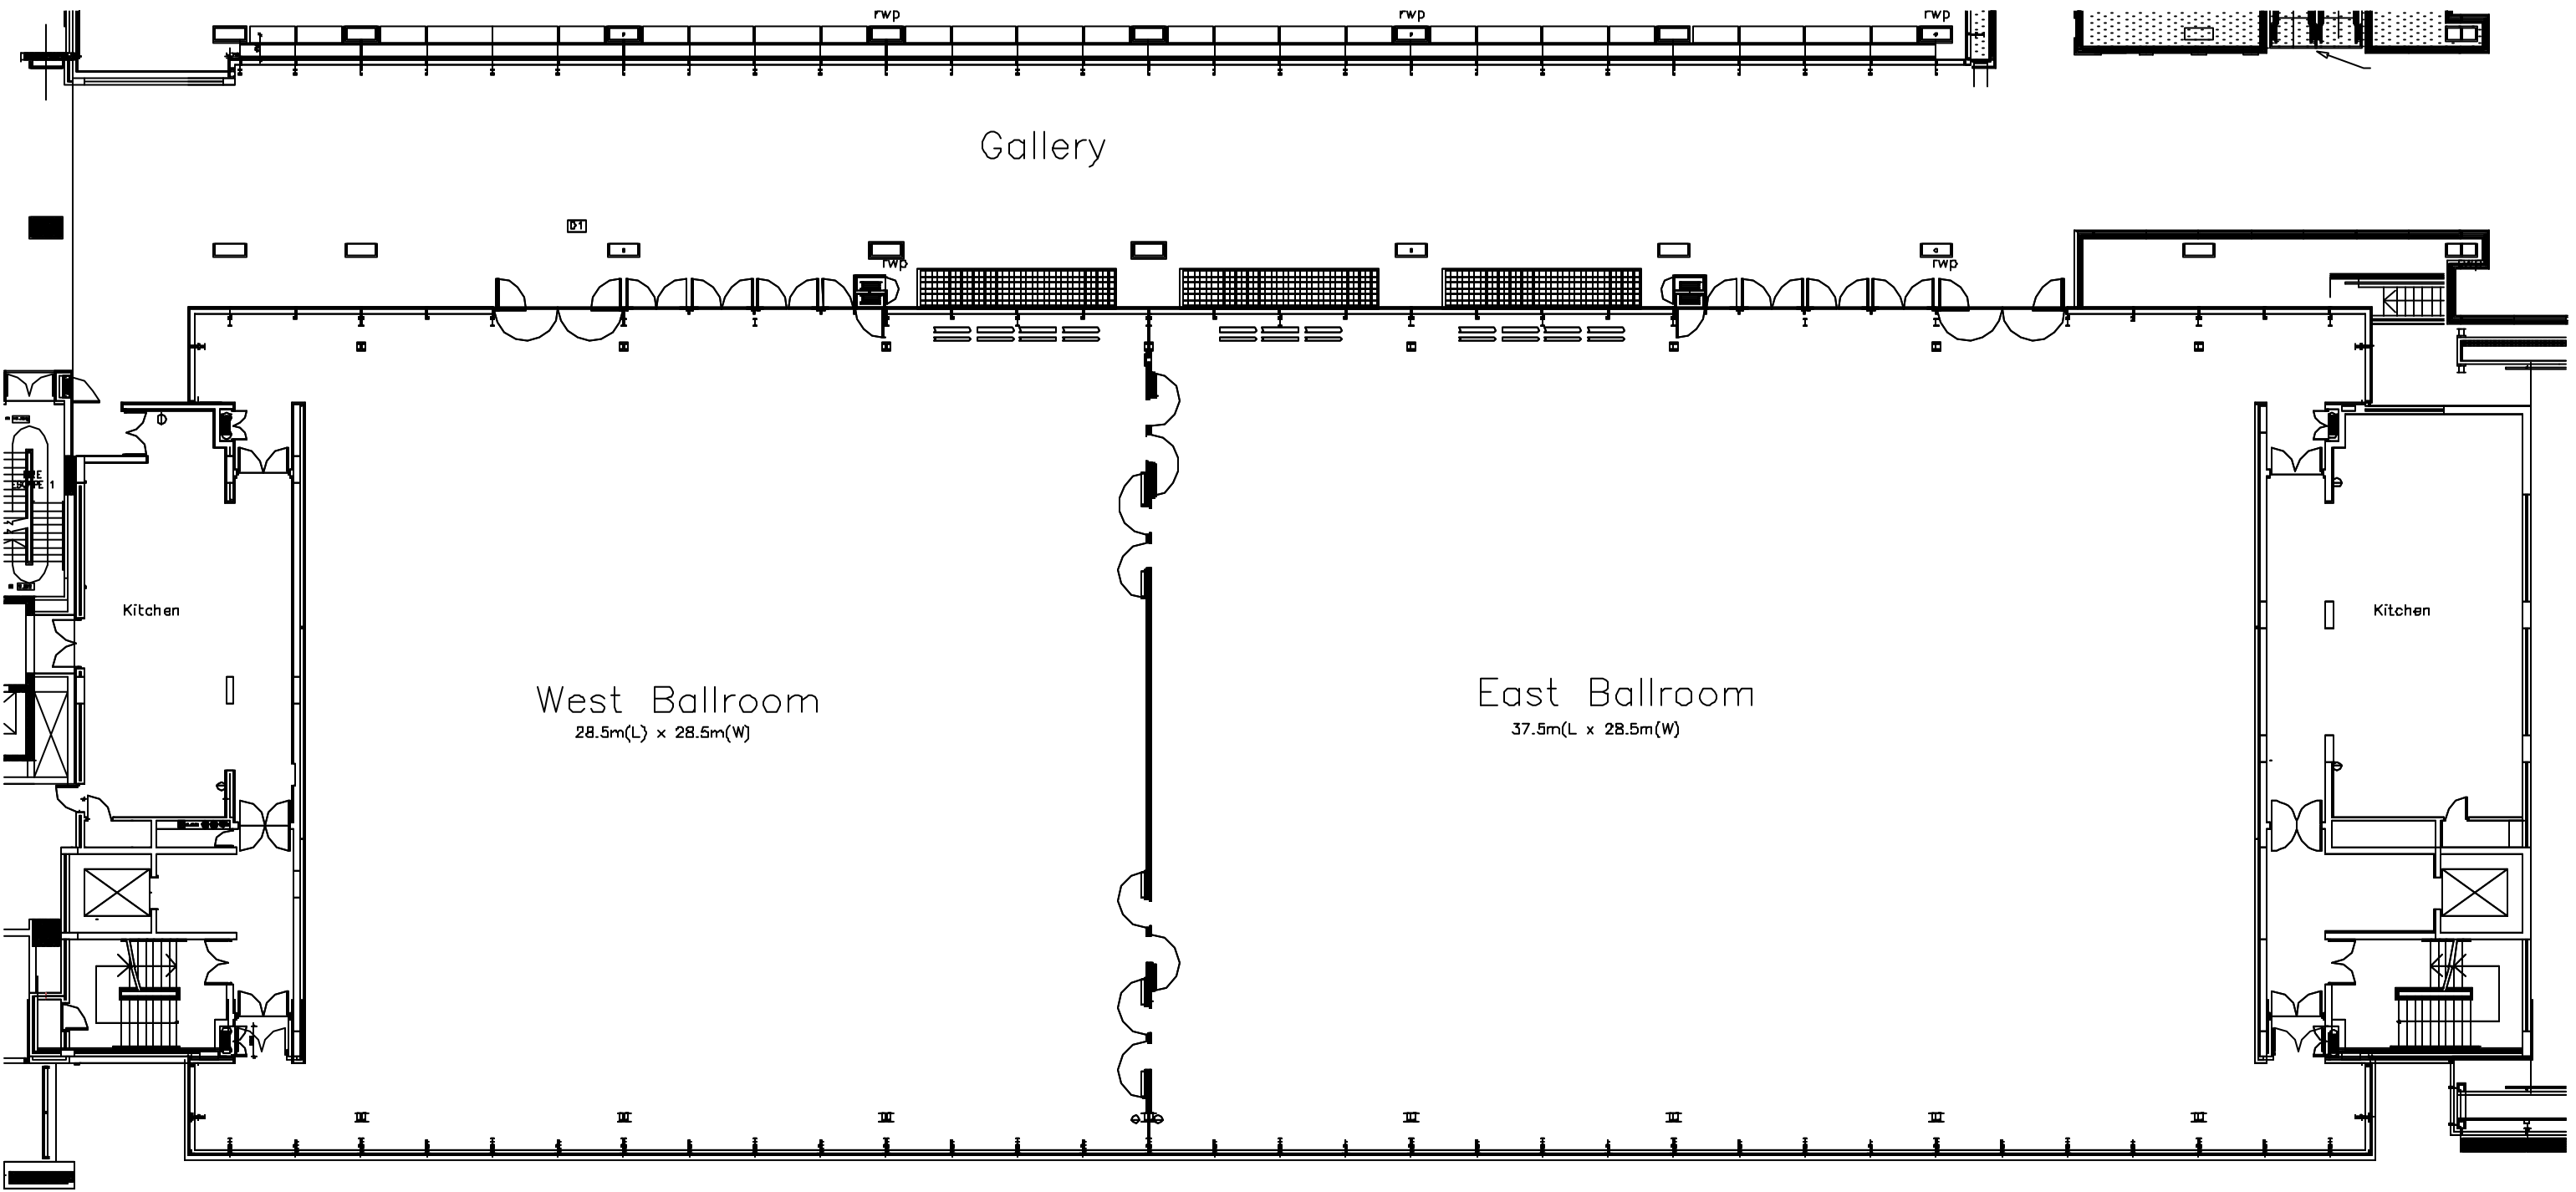 rwp rwp rwp
Gallery
D1
rwp rwp
Kitchen Kitchen
West Ballroom East Ballroom
28.5m(L) x 28.5m(W) 37.5m(L x 28.5m(W)